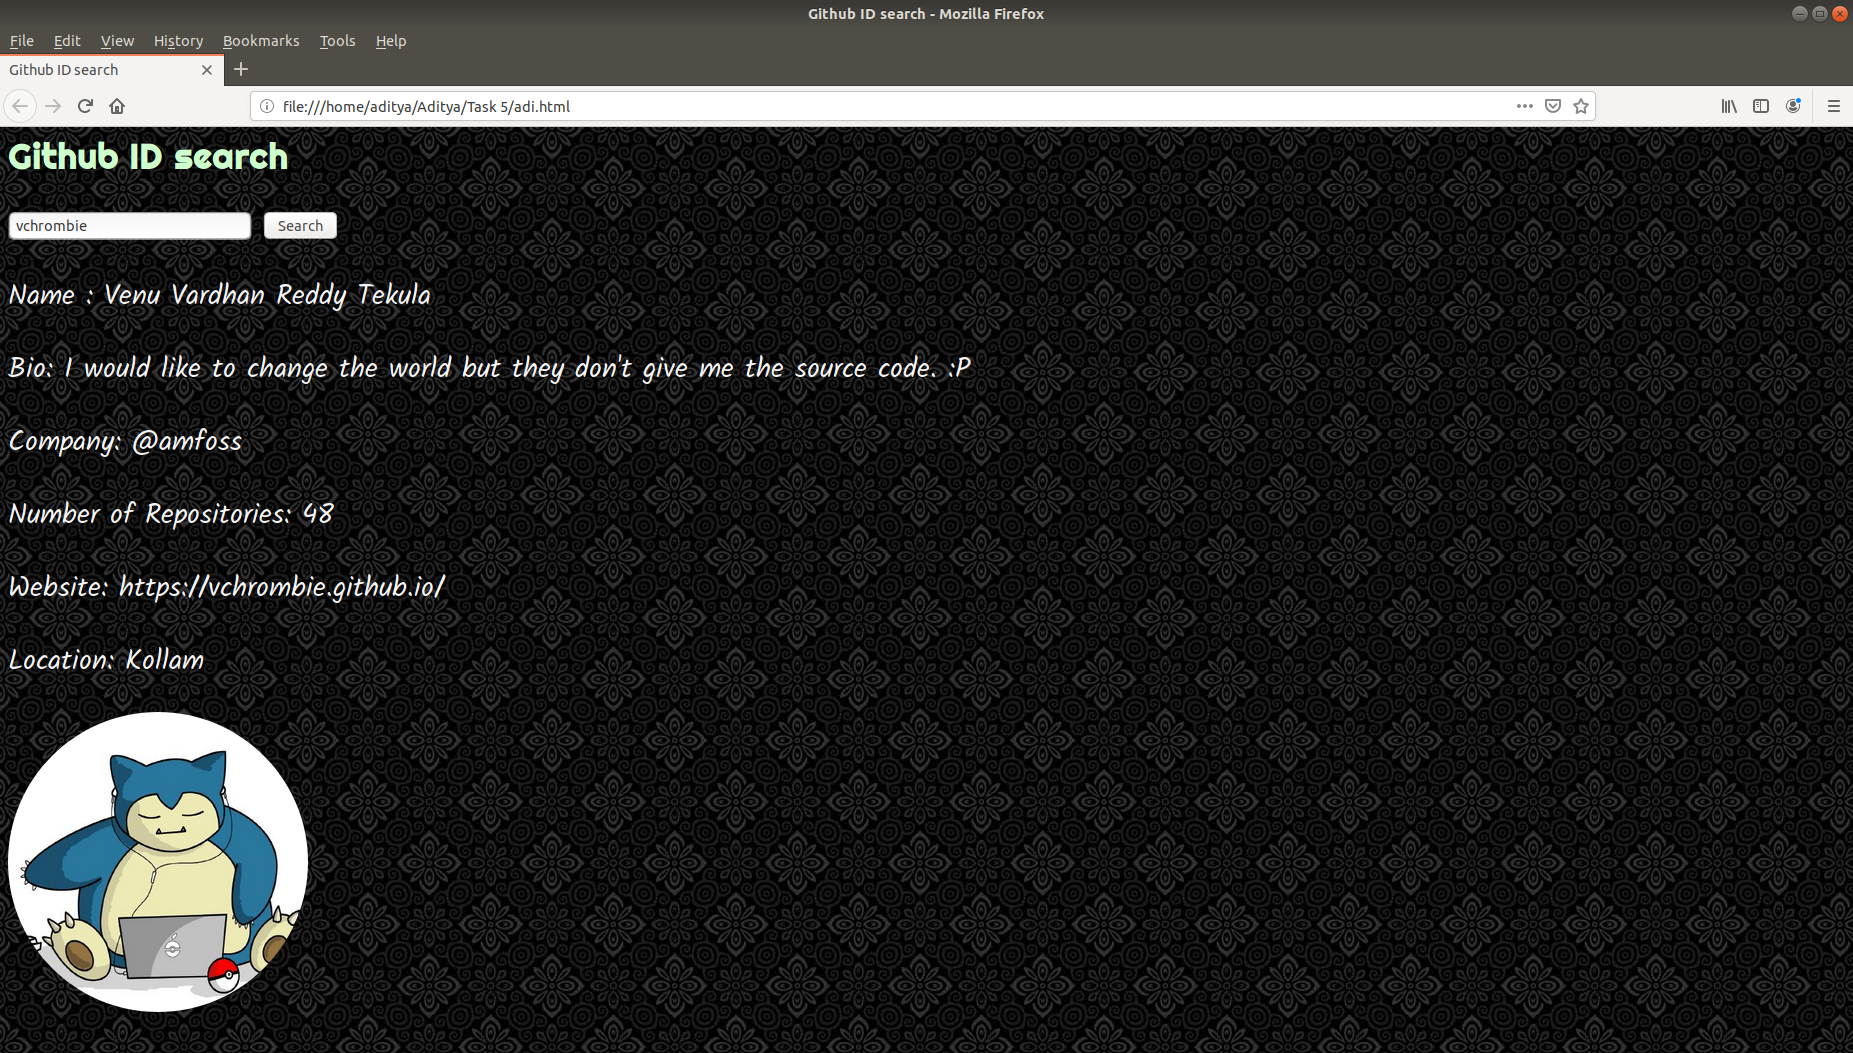 Github ID search - Mozilla Firefox
File Edit View History Bookmarks Tools Help
Github ID search
file:///home/aditya/Aditya/Task 5/adi.html
Github ID search
vchrombie Search
Name : Venu Vardhan Reddy Tekula
Bio: I would like to change the world but they don't give me the source code. :P
Company: @amfoss
Number of Repositories: 48
Website: https://vchrombie.github.io/
Location: Kollam